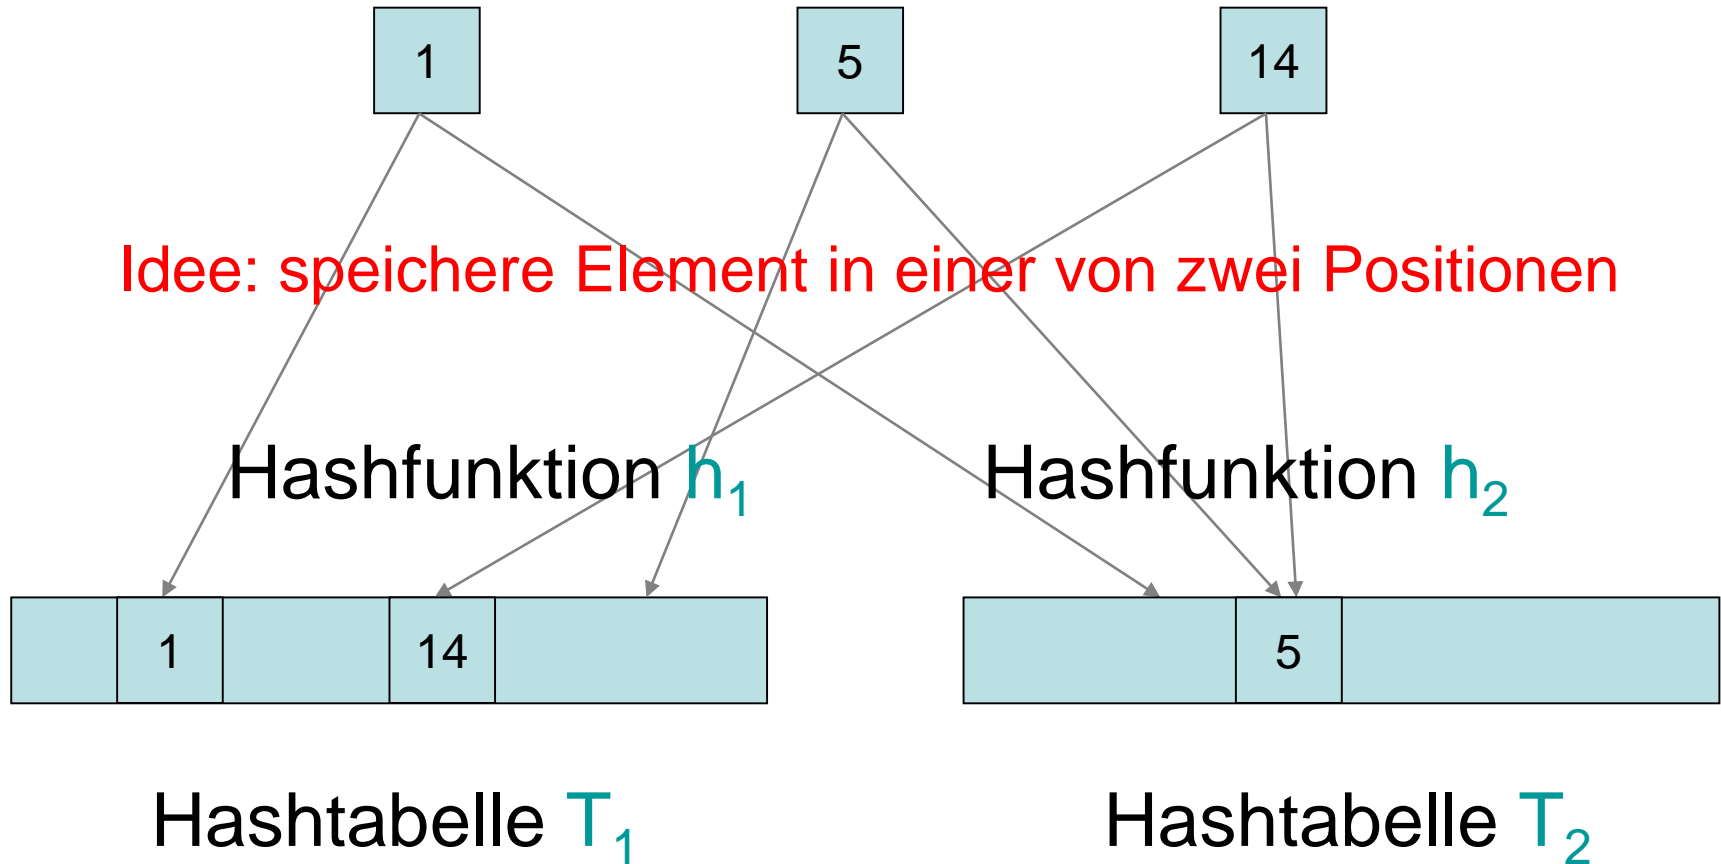 1 5 14
Idee: speichere Element in einer von zwei Positionen
Hashfunktion h₁ Hashfunktion h₂
1 14 5
Hashtabelle T₁ Hashtabelle T₂